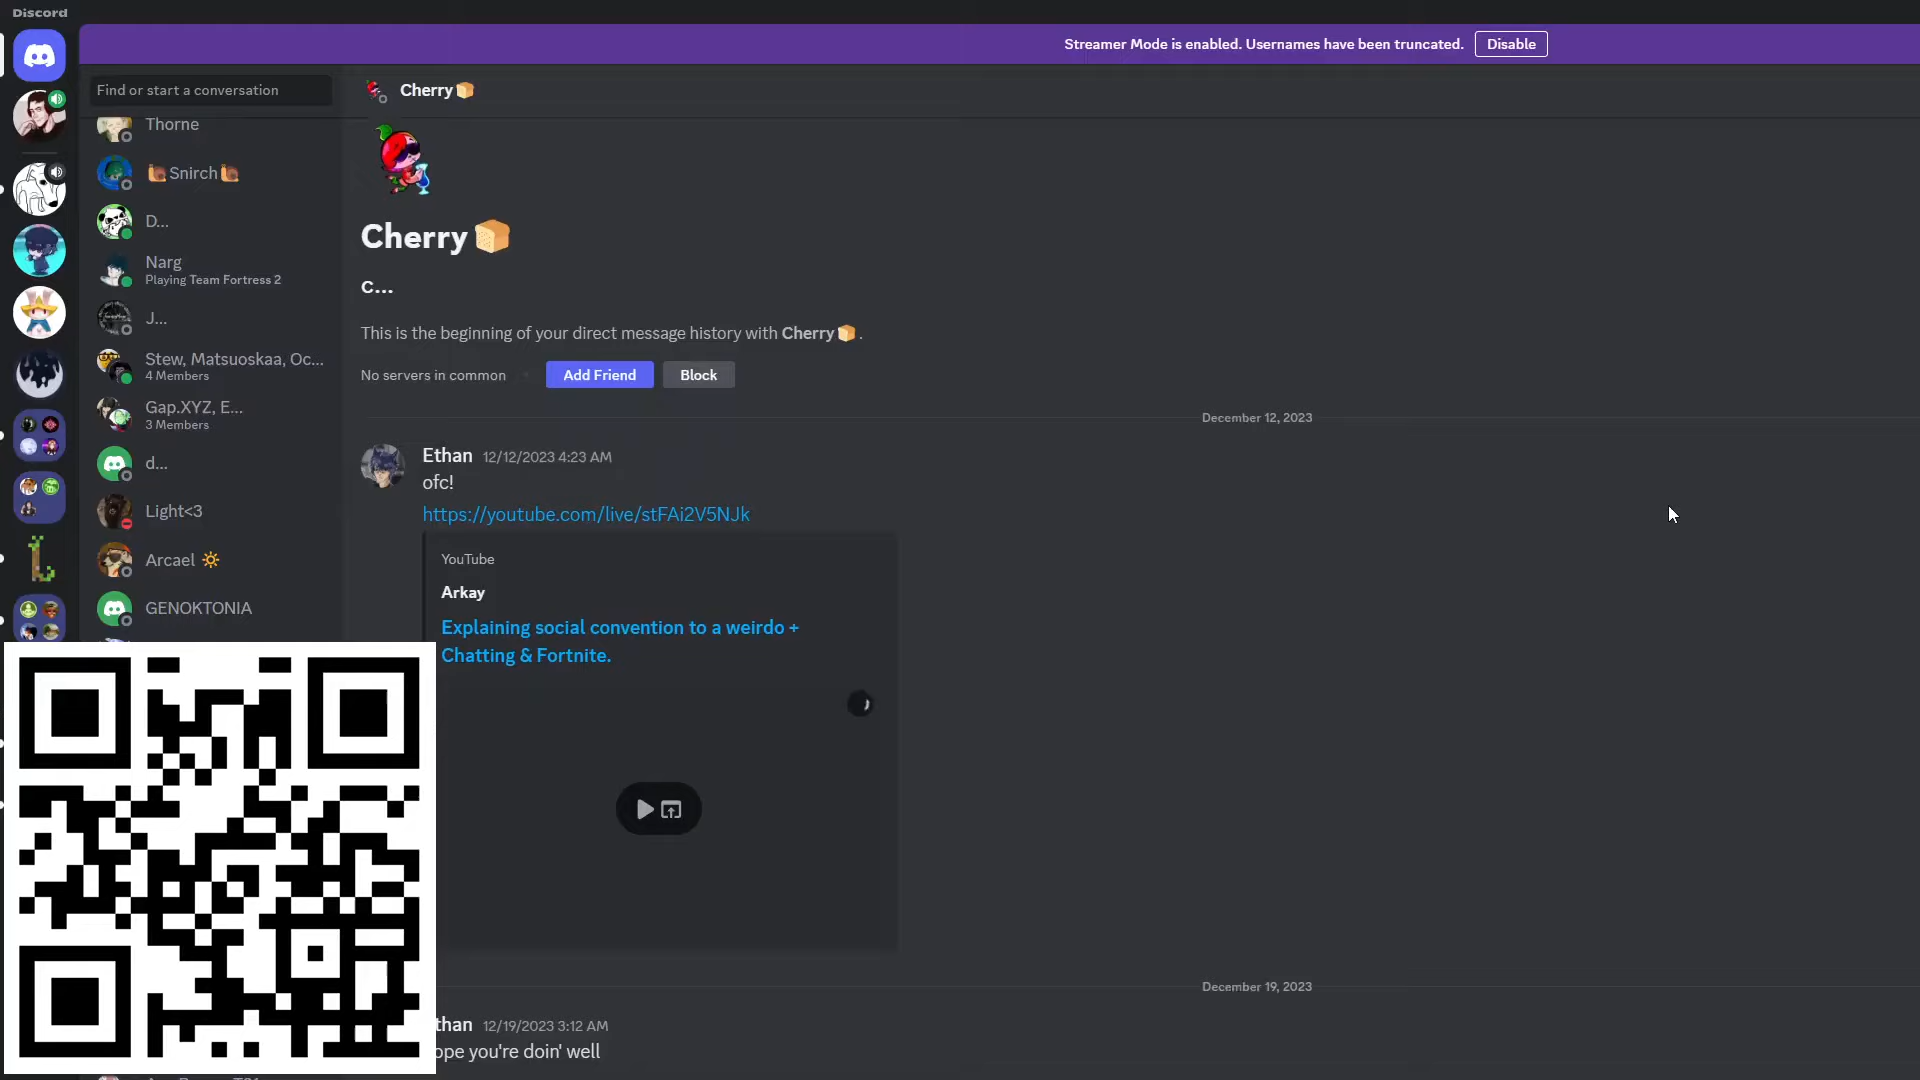 Discord
Streamer Mode is enabled. Usernames have been truncated.
Disable
Find or start a conversation
Cherry🍞
Thorne
🐌Snirch🐌
D...
Narg
Playing Team Fortress 2
J...
Stew, Matsuoskaa, Oc...
4 Members
Gap.XYZ, E...
3 Members
d...
Light<3
Arcael 🔆
GENOKTONIA
Cherry🍞
C...
This is the beginning of your direct message history with Cherry🍞.
No servers in common
Add Friend
Block
December 12, 2023
Ethan 12/12/2023 4:23 AM
ofc!
https://youtube.com/live/stFAi2V5NJk
YouTube
Arkay
Explaining social convention to a weirdo +
Chatting & Fortnite.
December 19, 2023
than 12/19/2023 3:12 AM
ope you're doin' well